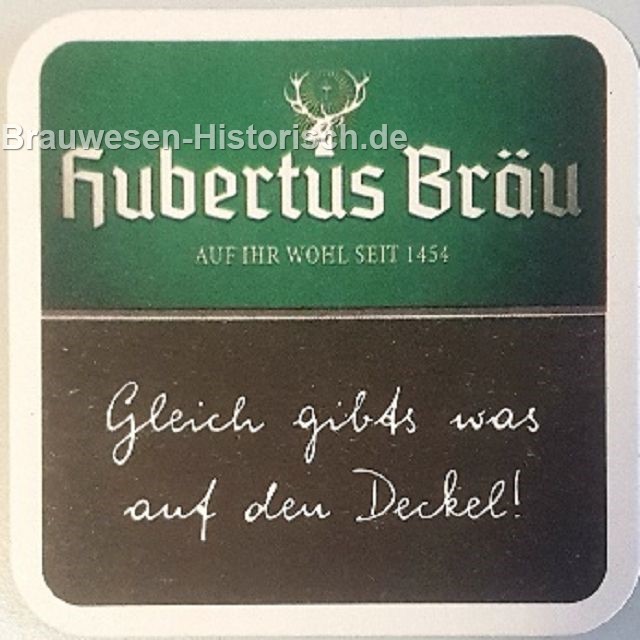 Brauwesen-Historisch.de
Hubertus Bräu
AUF IHR WOHL SEIT 1454
Gleich gibts was
auf den Deckel!